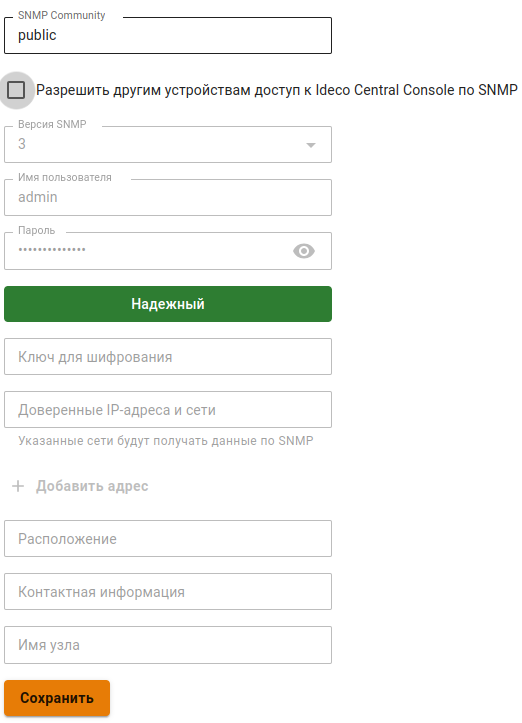 SNMP Community
public
Разрешить другим устройствам доступ к Ideco Central Console по SNMP
Версия SNMP
3
Имя пользователя
admin
Пароль
••••••••••••••
Надежный
Ключ для шифрования
Доверенные IP-адреса и сети
Указанные сети будут получать данные по SNMP
+ Добавить адрес
Расположение
Контактная информация
Имя узла
Сохранить